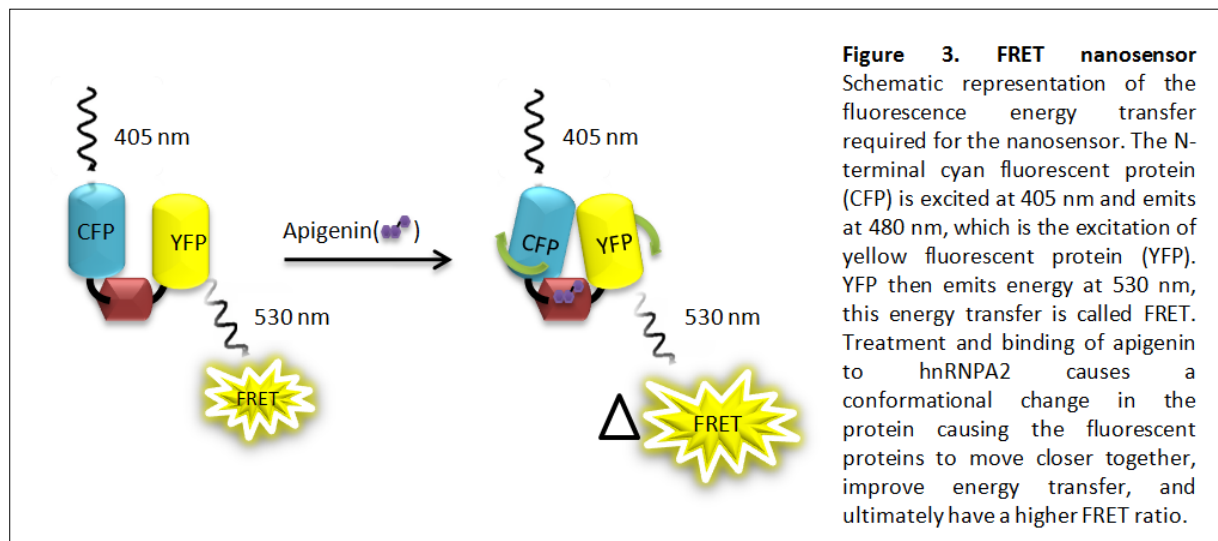 405 nm
CFP
YFP
530 nm
FRET
Apigenin( )
405 nm
CFP
YFP
530 nm
Δ
FRET
Figure 3. FRET nanosensor
Schematic representation of the
fluorescence energy transfer
required for the nanosensor. The N-
terminal cyan fluorescent protein
(CFP) is excited at 405 nm and emits
at 480 nm, which is the excitation of
yellow fluorescent protein (YFP).
YFP then emits energy at 530 nm,
this energy transfer is called FRET.
Treatment and binding of apigenin
to hnRNPA2 causes a
conformational change in the
protein causing the fluorescent
proteins to move closer together,
improve energy transfer, and
ultimately have a higher FRET ratio.